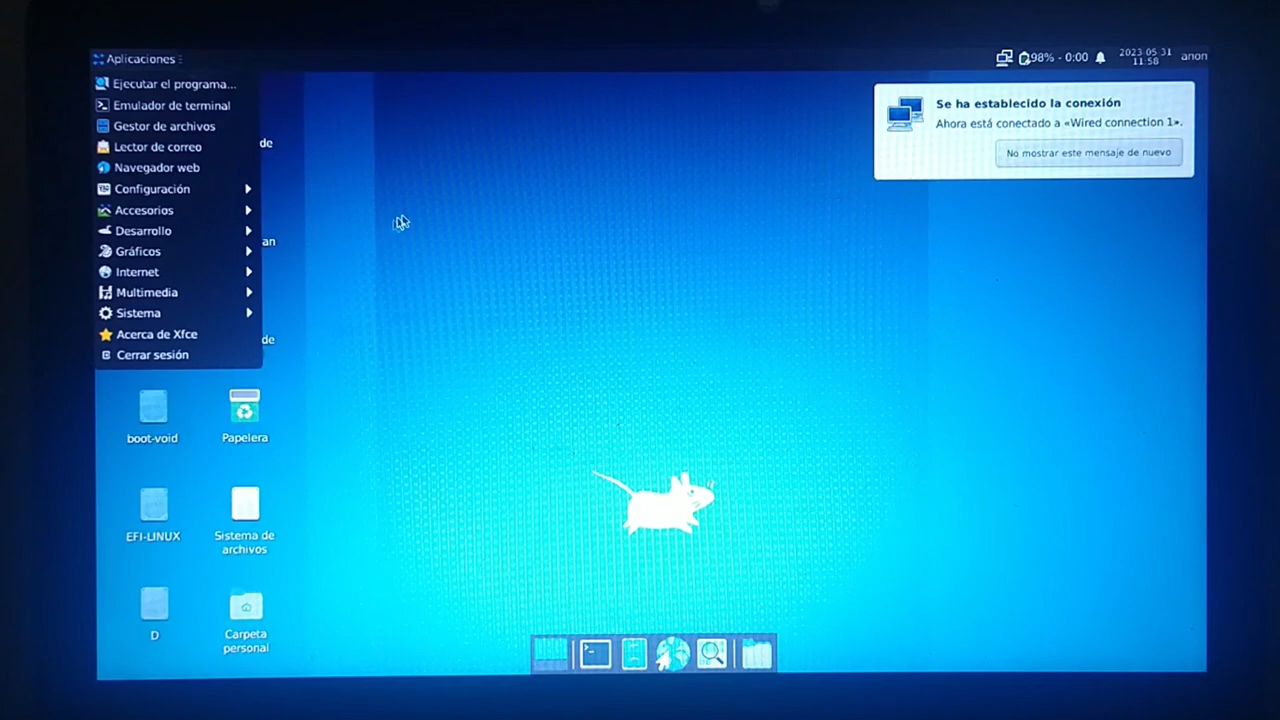 Aplicaciones
98% - 0:00
2023-05-31
11:58
anon
Ejecutar el programa...
Emulador de terminal
Gestor de archivos
Lector de correo
Navegador web
Configuración
Accesorios
Desarrollo
Gráficos
Internet
Multimedia
Sistema
Acerca de Xfce
Cerrar sesión
de
an
de
Se ha establecido la conexión
Ahora está conectado a «Wired connection 1».
No mostrar este mensaje de nuevo
boot-void
Papelera
EFI-LINUX
Sistema de
archivos
D
Carpeta
personal